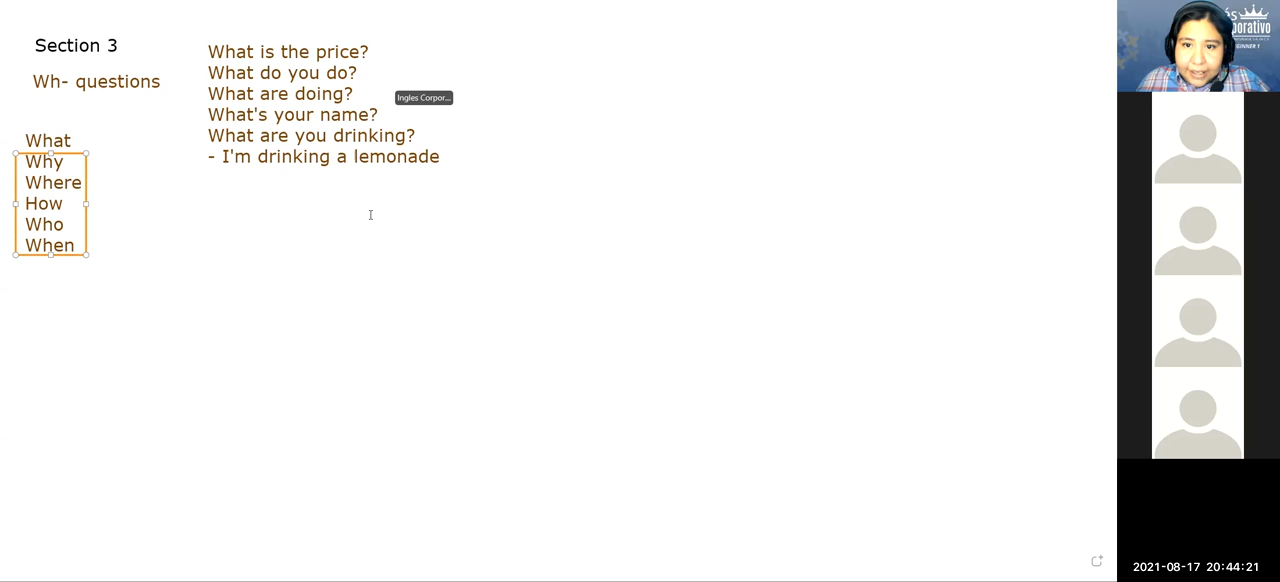 Section 3
Wh- questions
What
Why
Where
How
Who
When
What is the price?
What do you do?
What are doing?
What's your name?
What are you drinking?
- I'm drinking a lemonade
Ingles Corpor...
2021-08-17 20:44:21